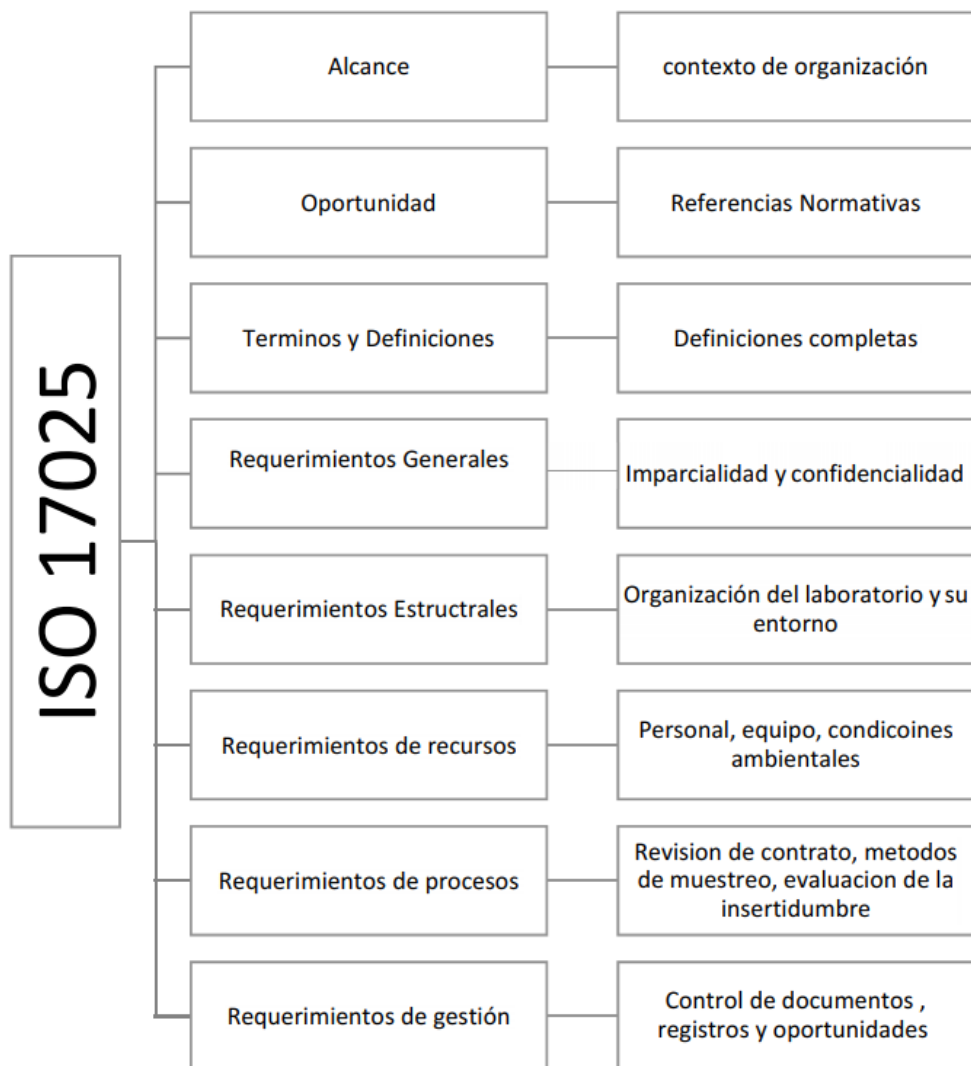 ISO 17025
Alcance
contexto de organización
Oportunidad
Referencias Normativas
Terminos y Definiciones
Definiciones completas
Requerimientos Generales
Imparcialidad y confidencialidad
Requerimientos Estructrales
Organización del laboratorio y su
entorno
Requerimientos de recursos
Personal, equipo, condicoines
ambientales
Requerimientos de procesos
Revision de contrato, metodos
de muestreo, evaluacion de la
insertidumbre
Requerimientos de gestión
Control de documentos ,
registros y oportunidades